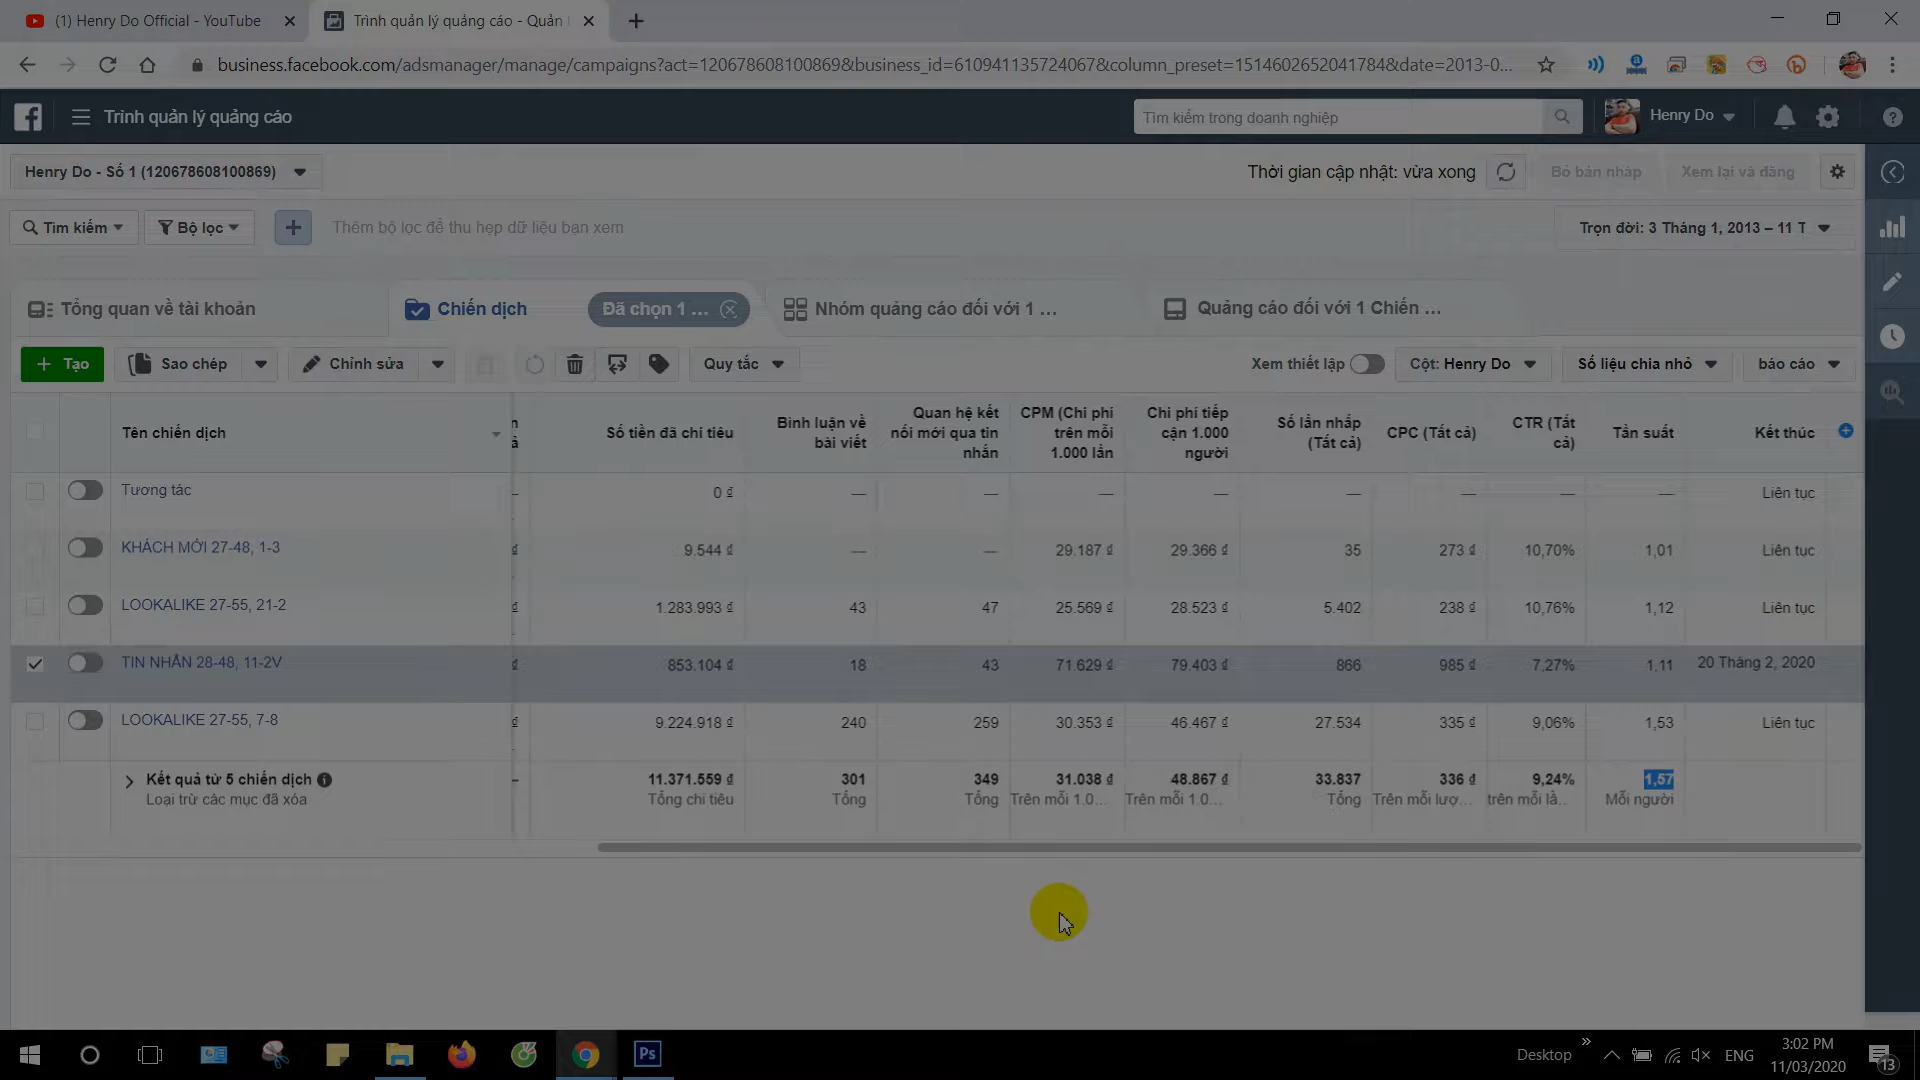 (1) Henry Do Official - YouTube
Trình quản lý quảng cáo - Quản
business.facebook.com/adsmanager/manage/campaigns?act=120678608100869&business_id=610941135724067&column_preset=1514602652041784&date=2013-0...
Trình quản lý quảng cáo
Tìm kiếm trong doanh nghiệp
Henry Do
Henry Do - Số 1 (120678608100869)
Thời gian cập nhật: vừa xong
Bỏ bản nháp
Xem lại và đăng
Tìm kiếm
Bộ lọc
Thêm bộ lọc để thu hẹp dữ liệu bạn xem
Trọn đời: 3 Tháng 1, 2013 – 11 T
Tổng quan về tài khoản
Chiến dịch
Đã chọn 1 ...
Nhóm quảng cáo đối với 1 ...
Quảng cáo đối với 1 Chiến ...
+ Tạo
Sao chép
Chỉnh sửa
Quy tắc
Xem thiết lập
Cột: Henry Do
Số liệu chia nhỏ
báo cáo
Tên chiến dịch
Số tiền đã chi tiêu
Bình luận về bài viết
Quan hệ kết nối mới qua tin nhắn
CPM (Chi phí trên mỗi 1.000 lần
Chi phí tiếp cận 1.000 người
Số lần nhấp (Tất cả)
CPC (Tất cả)
CTR (Tất cả)
Tần suất
Kết thúc
Tương tác 0 ₫ — — — — — — — — Liên tục
KHÁCH MỚI 27-48, 1-3 ₫ 9.544 ₫ — — 29.187 ₫ 29.366 ₫ 35 273 ₫ 10,70% 1,01 Liên tục
LOOKALIKE 27-55, 21-2 ₫ 1.283.993 ₫ 43 47 25.569 ₫ 28.523 ₫ 5.402 238 ₫ 10,76% 1,12 Liên tục
TIN NHẮN 28-48, 11-2V ₫ 853.104 ₫ 18 43 71.629 ₫ 79.403 ₫ 866 985 ₫ 7,27% 1,11 20 Tháng 2, 2020
LOOKALIKE 27-55, 7-8 ₫ 9.224.918 ₫ 240 259 30.353 ₫ 46.467 ₫ 27.534 335 ₫ 9,06% 1,53 Liên tục
Kết quả từ 5 chiến dịch 11.371.559 ₫ 301 349 31.038 ₫ 48.867 ₫ 33.837 336 ₫ 9,24% 1,57
Loại trừ các mục đã xóa Tổng chi tiêu Tổng Tổng Trên mỗi 1.0... Trên mỗi 1.0... Tổng Trên mỗi lượ... trên mỗi lầ... Mỗi người
Ps
Desktop
ENG
3:02 PM
11/03/2020
13